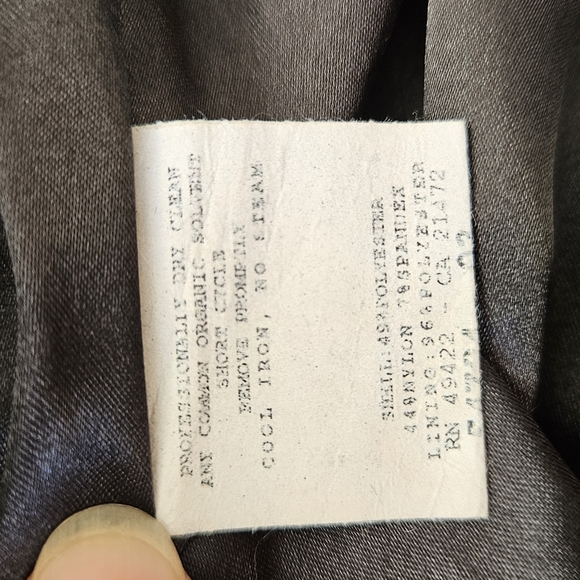 PROFESSIONALLY DRY CLEAN
ANY COMMON ORGANIC SOLVENT
SHORT CYCLE
REMOVE PROMPTLY
COOL IRON, NO STEAM
SHELL:49%POLYESTER
44%NYLON 7%SPANDEX
LINING:96%POLYESTER
RN 49422 - CA 21472